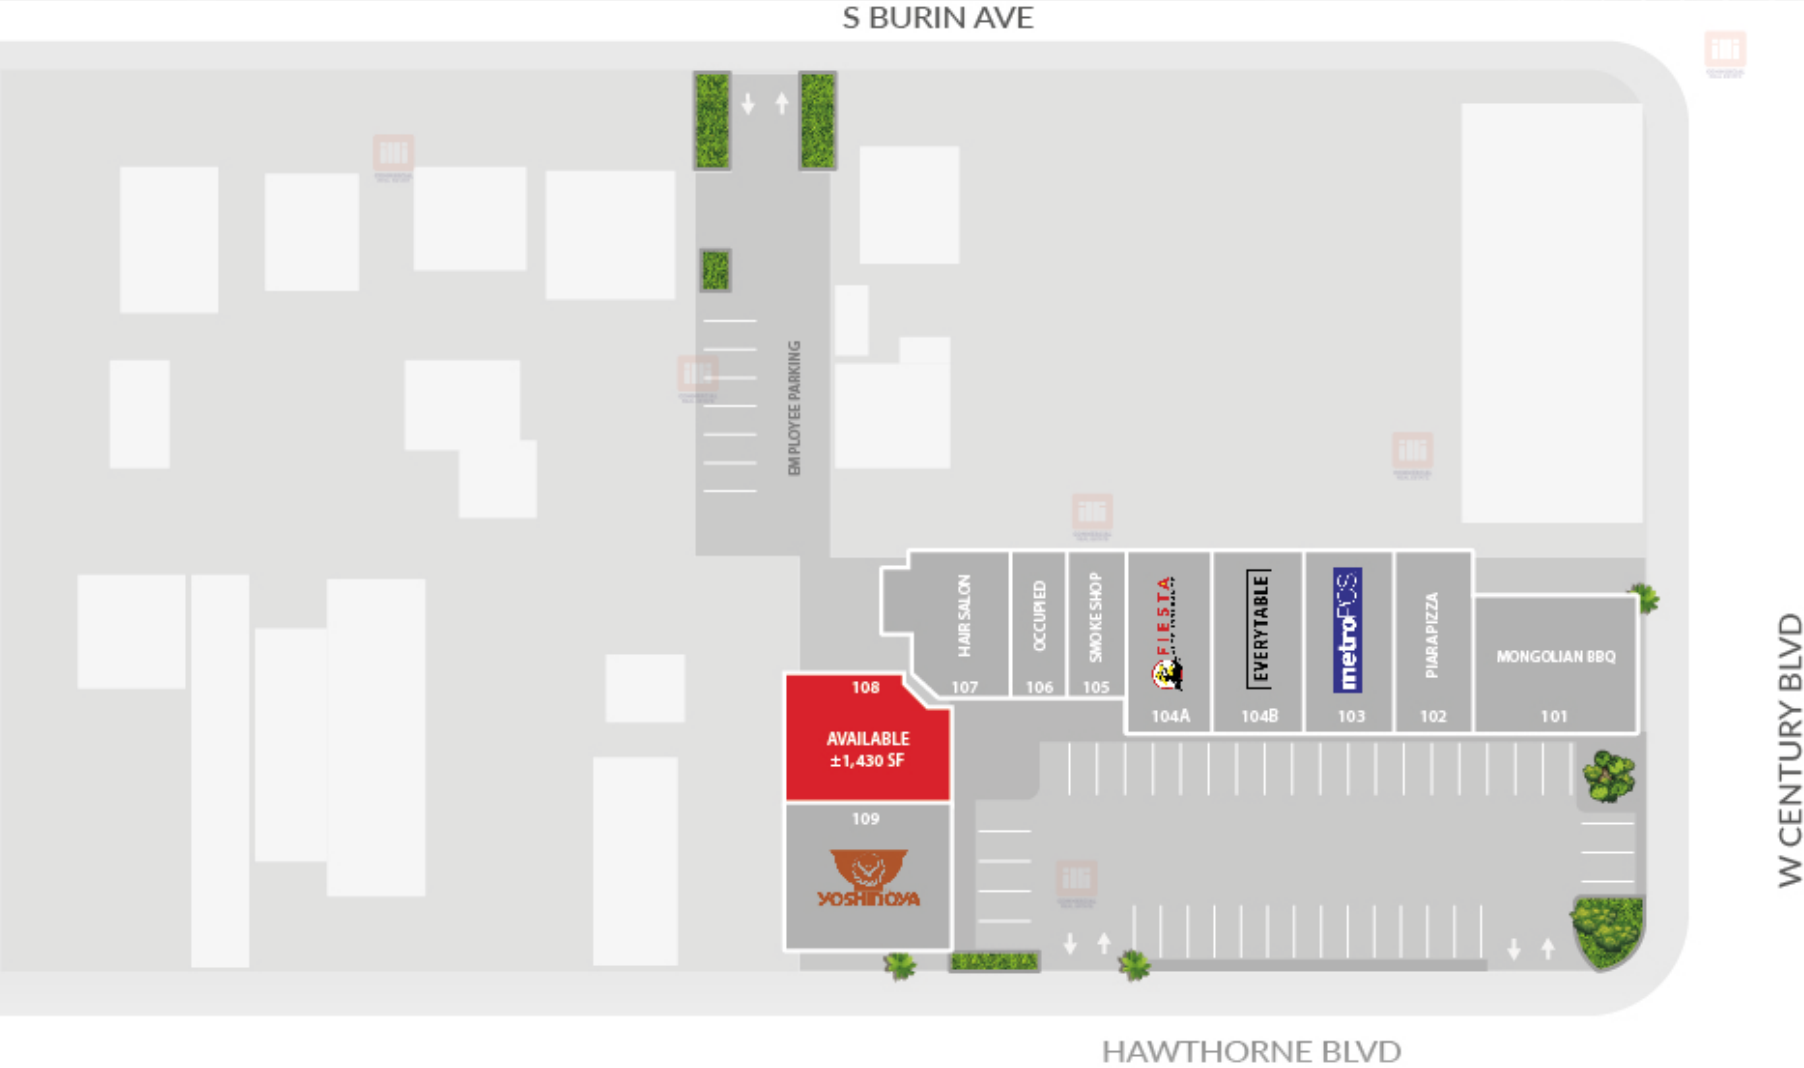 S BURIN AVE
EMPLOYEE PARKING
HAIR SALON
107
OCCUPIED
106
SMOKE SHOP
105
FIESTA
104A
EVERYTABLE
104B
metroPCS
103
PIARA PIZZA
102
MONGOLIAN BBQ
101
108
AVAILABLE
±1,430 SF
109
YOSHINOYA
W CENTURY BLVD
HAWTHORNE BLVD